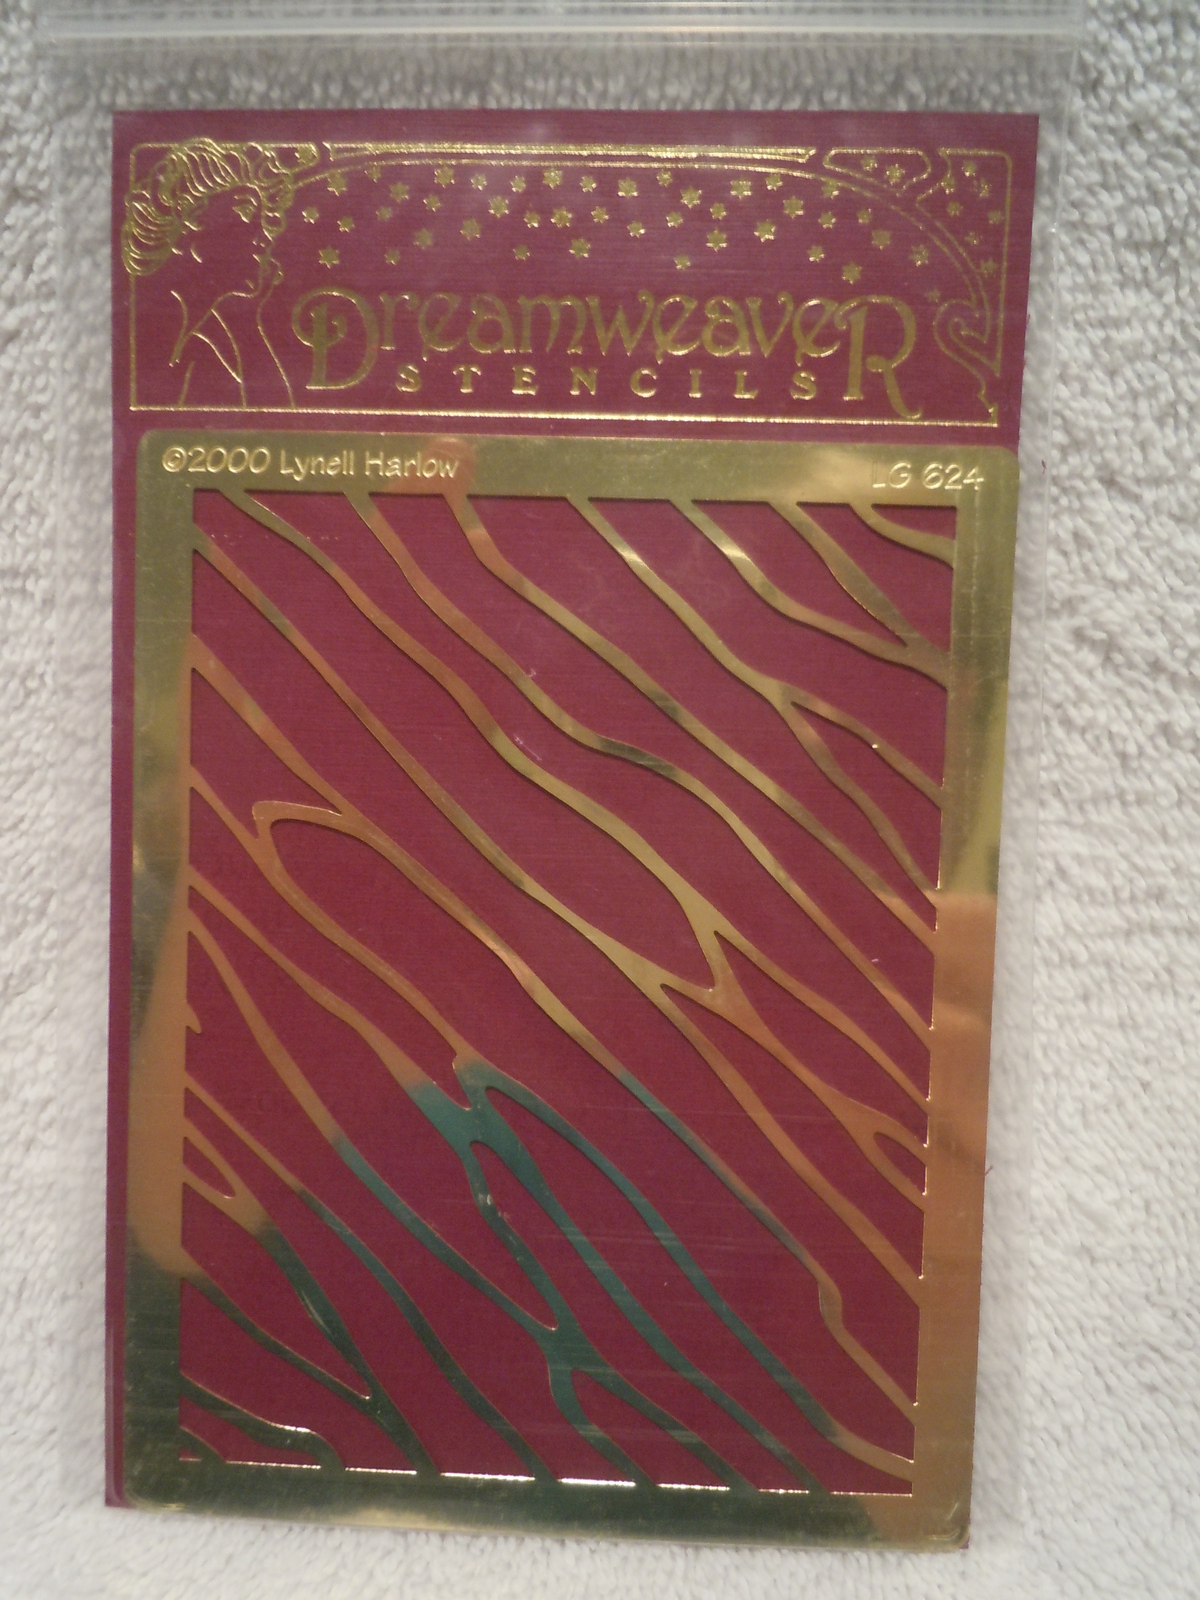 DreamweaveR
STENCILS
©2000 Lynell Harlow LG 624